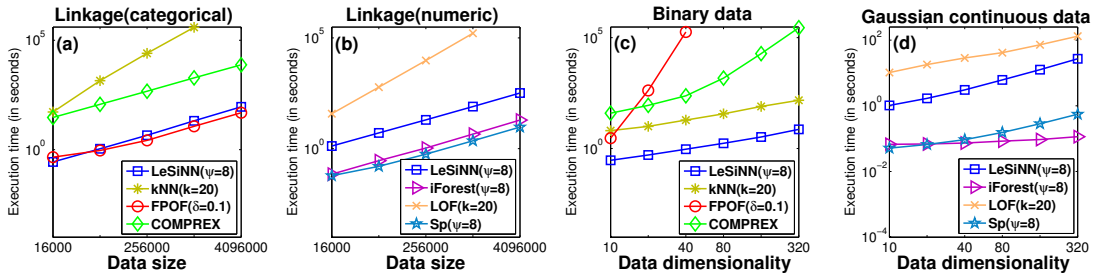 Linkage(categorical)
(a)
Execution time (in seconds)
10^5
10^0
LeSiNN(ψ=8)
kNN(k=20)
FPOF(δ=0.1)
COMPREX
16000 256000 4096000
Data size
Linkage(numeric)
(b)
Execution time (in seconds)
10^5
10^0
LeSiNN(ψ=8)
iForest(ψ=8)
LOF(k=20)
Sp(ψ=8)
16000 256000 4096000
Data size
Binary data
(c)
Execution time (in seconds)
10^5
10^0
LeSiNN(ψ=8)
kNN(k=20)
FPOF(δ=0.1)
COMPREX
10 40 80 320
Data dimensionality
Gaussian continuous data
(d)
Execution time (in seconds)
10^2
10^0
10^−2
10^−4
LeSiNN(ψ=8)
iForest(ψ=8)
LOF(k=20)
Sp(ψ=8)
10 40 80 320
Data dimensionality